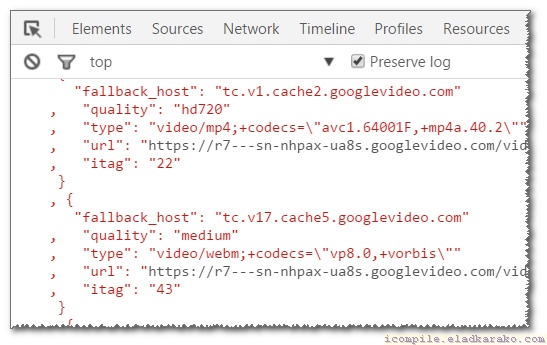 Elements Sources Network Timeline Profiles Resources
top Preserve log
{
"fallback_host": "tc.v1.cache2.googlevideo.com"
, "quality": "hd720"
, "type": "video/mp4;+codecs=\"avc1.64001F,+mp4a.40.2\""
, "url": "https://r7---sn-nhpax-ua8s.googlevideo.com/vid
, "itag": "22"
}
, {
"fallback_host": "tc.v17.cache5.googlevideo.com"
, "quality": "medium"
, "type": "video/webm;+codecs=\"vp8.0,+vorbis\""
, "url": "https://r7---sn-nhpax-ua8s.googlevideo.com/vid
, "itag": "43"
}
, {
icompile.eladkarako.com